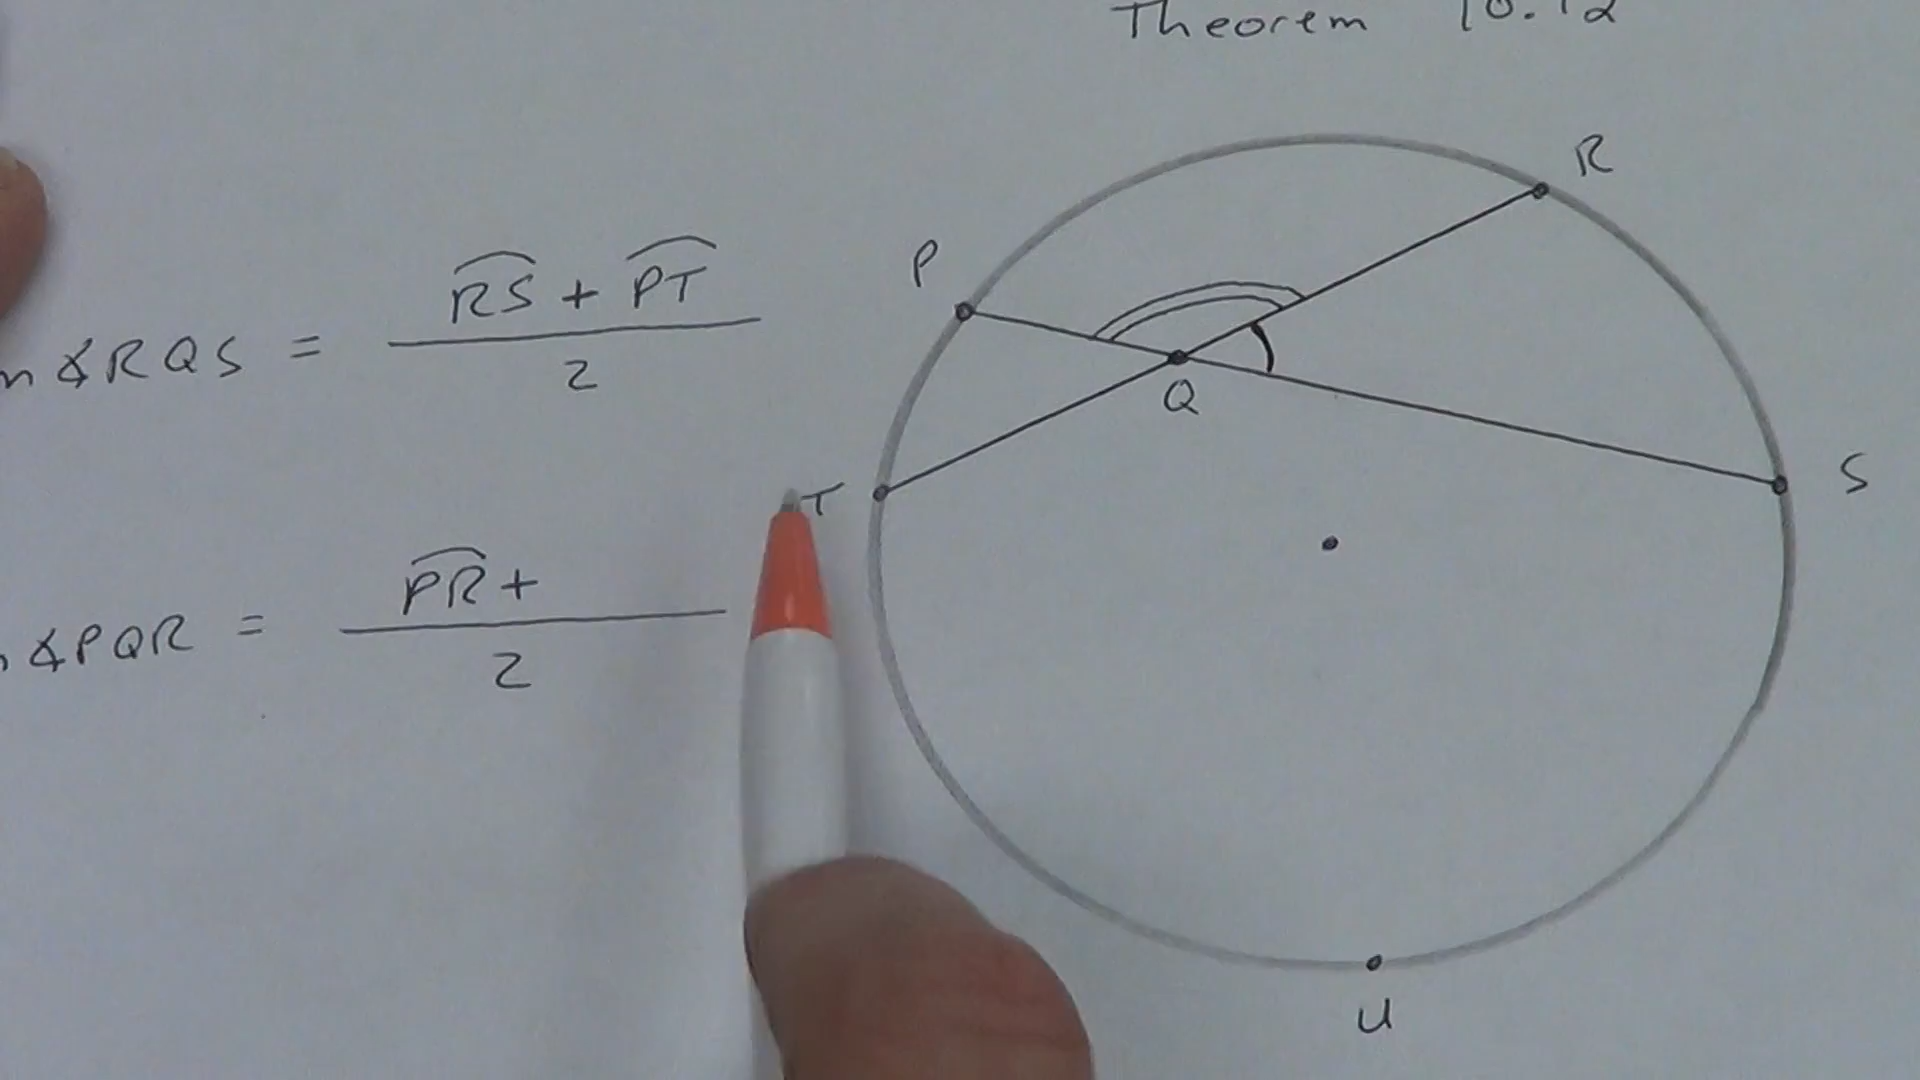 Theorem 10.12
R
P
m∡RQS = (RS + PT) / 2
Q
S
T
m∡PQR = (PR + ) / 2
U